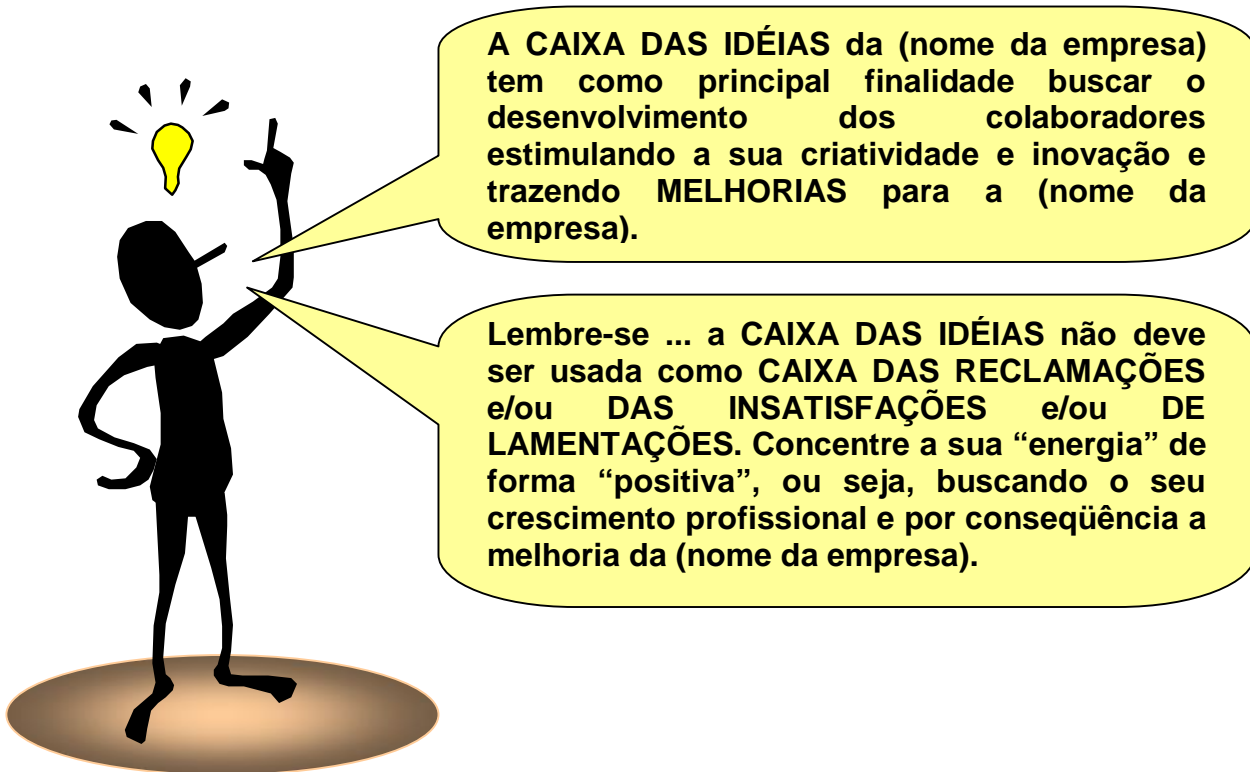 A CAIXA DAS IDÉIAS da (nome da empresa)
tem como principal finalidade buscar o
desenvolvimento dos colaboradores
estimulando a sua criatividade e inovação e
trazendo MELHORIAS para a (nome da
empresa).
Lembre-se ... a CAIXA DAS IDÉIAS não deve
ser usada como CAIXA DAS RECLAMAÇÕES
e/ou DAS INSATISFAÇÕES e/ou DE
LAMENTAÇÕES. Concentre a sua “energia” de
forma “positiva”, ou seja, buscando o seu
crescimento profissional e por conseqüência a
melhoria da (nome da empresa).